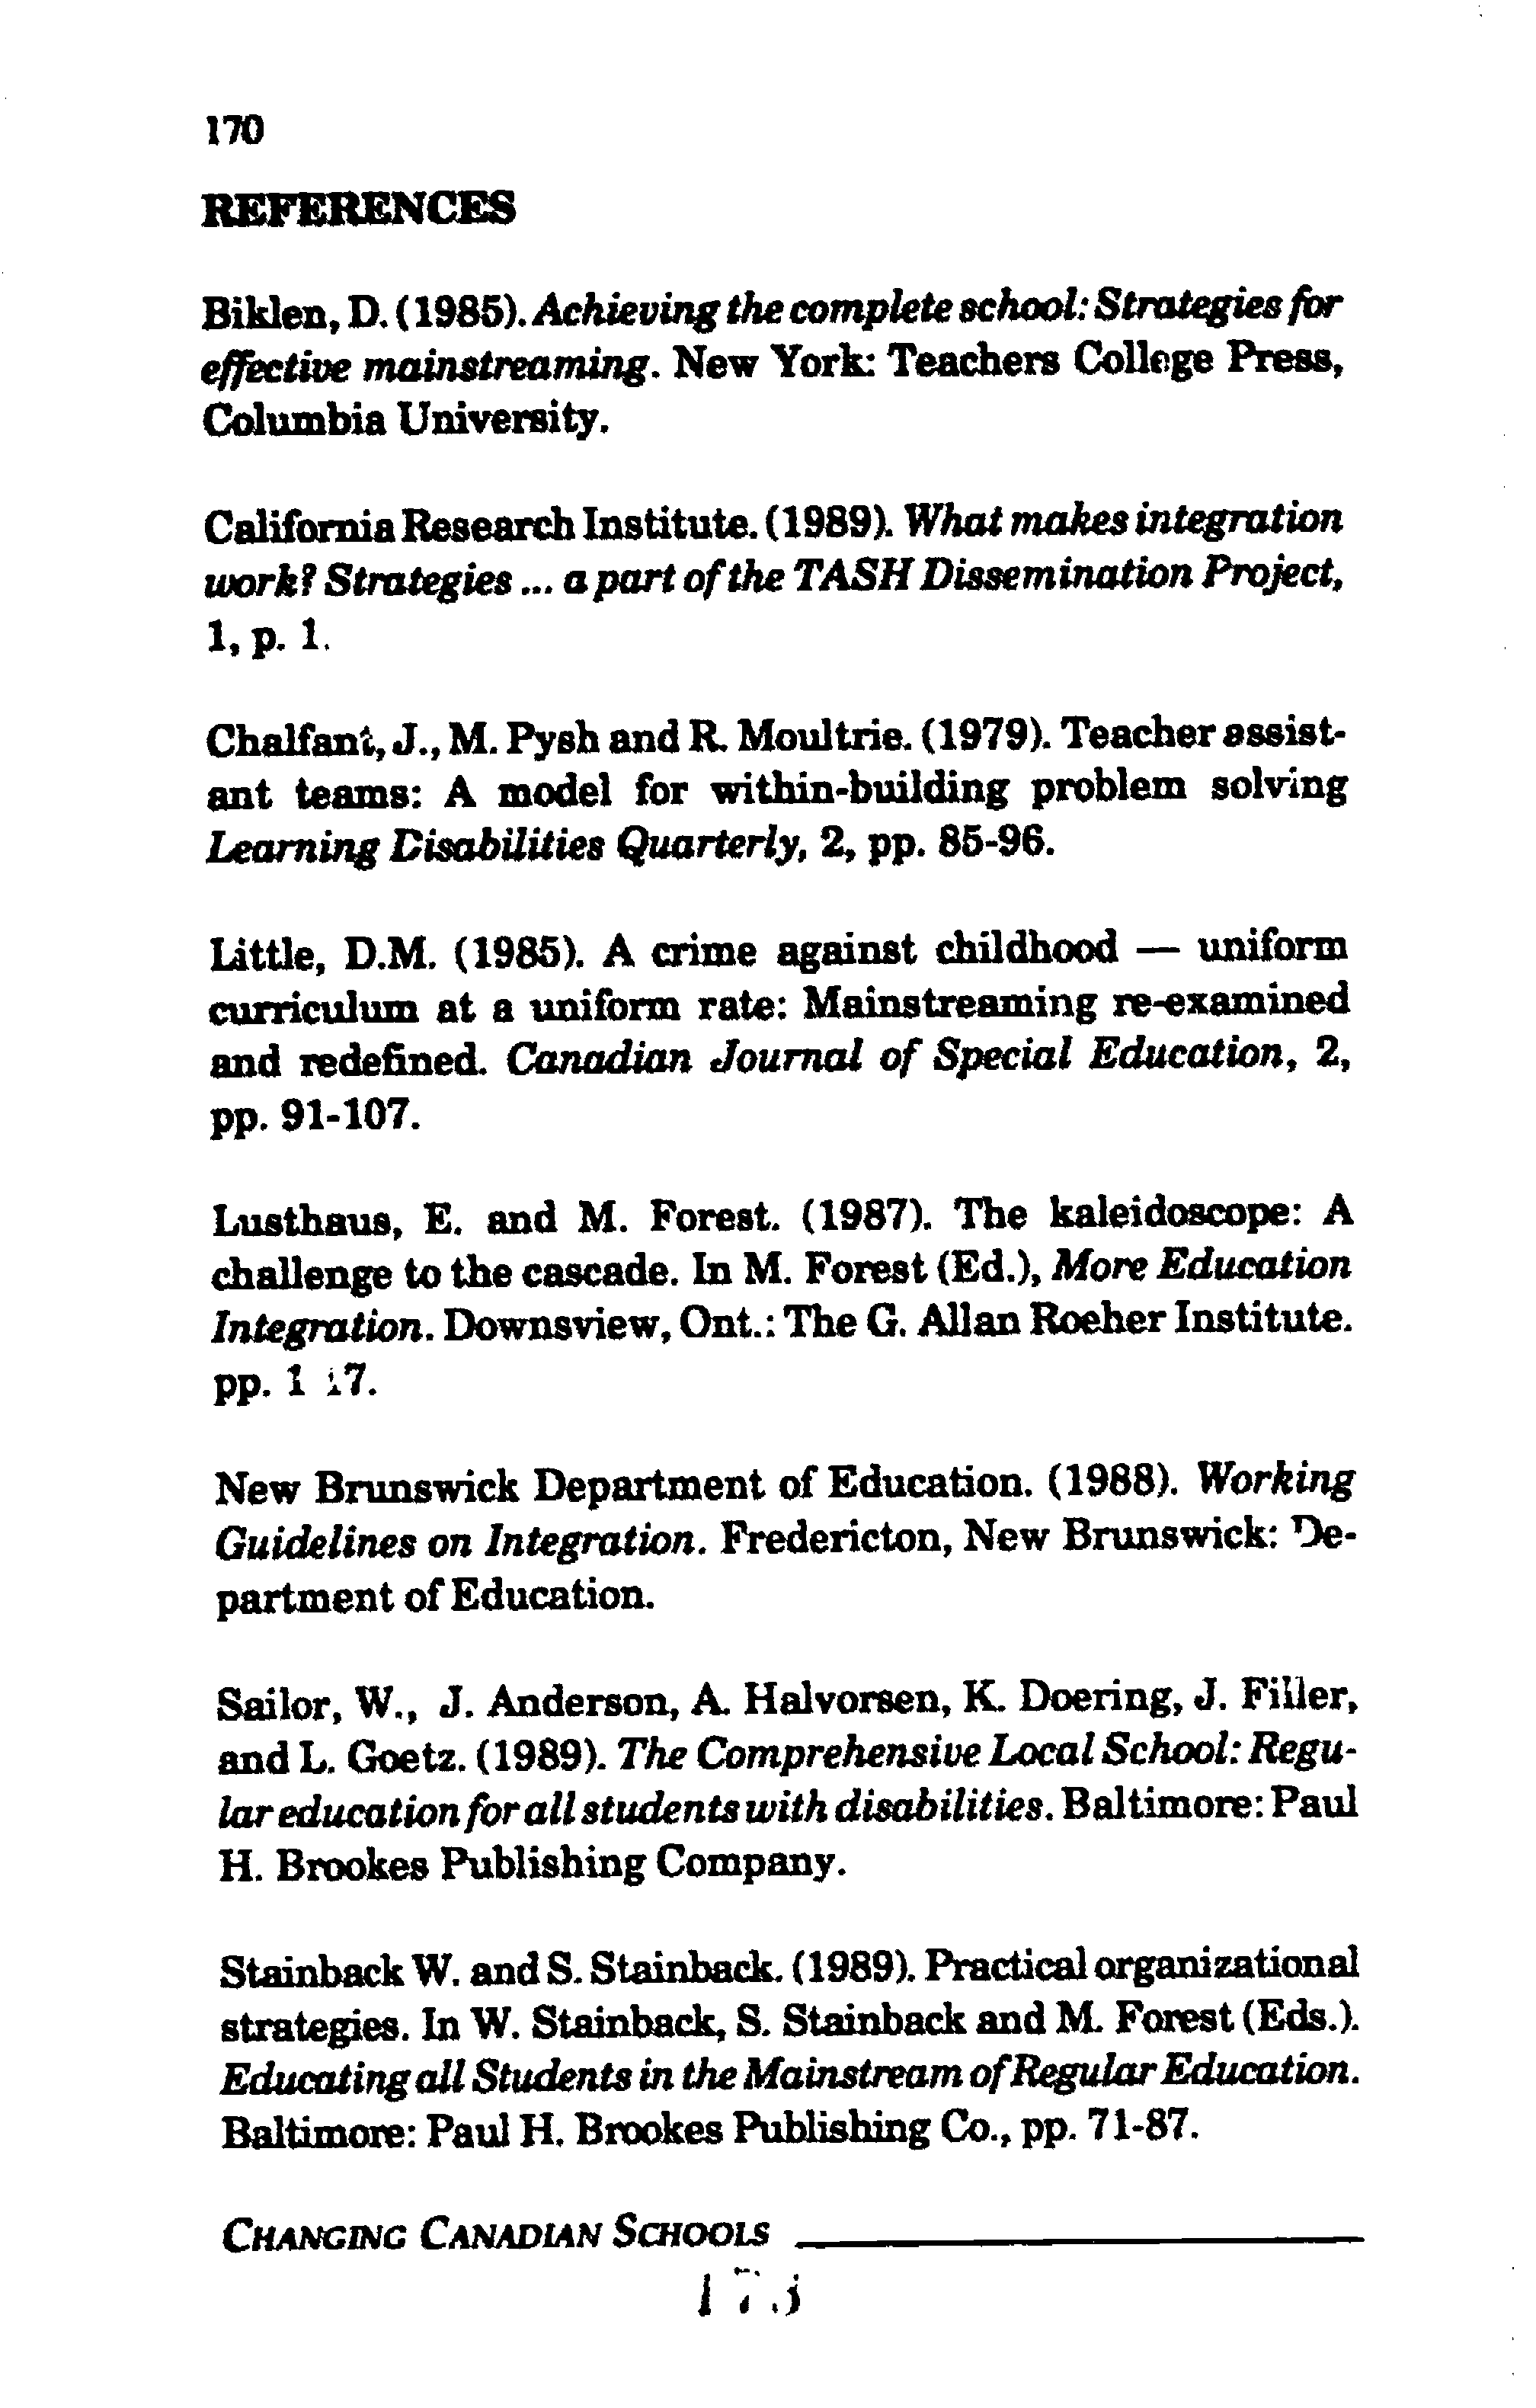 170
REFERENCES
Biklen, D. (1985). Achieving the complete school: Strategies for
effective mainstreaming. New York: Teachers College Press,
Columbia University.
California Research Institute. (1989). What makes integration
work? Strategies ... a part of the TASH Dissemination Project,
1, p. 1.
Chalfant, J., M. Pysh and R. Moultrie. (1979). Teacher assist-
ant teams: A model for within-building problem solving
Learning Disabilities Quarterly, 2, pp. 85-96.
Little, D.M. (1985). A crime against childhood — uniform
curriculum at a uniform rate: Mainstreaming re-examined
and redefined. Canadian Journal of Special Education, 2,
pp. 91-107.
Lusthaus, E. and M. Forest. (1987). The kaleidoscope: A
challenge to the cascade. In M. Forest (Ed.), More Education
Integration. Downsview, Ont.: The G. Allan Roeher Institute.
pp. 1 17.
New Brunswick Department of Education. (1988). Working
Guidelines on Integration. Fredericton, New Brunswick: De-
partment of Education.
Sailor, W., J. Anderson, A. Halvorsen, K. Doering, J. Filler,
and L. Goetz. (1989). The Comprehensive Local School: Regu-
lar education for all students with disabilities. Baltimore: Paul
H. Brookes Publishing Company.
Stainback W. and S. Stainback. (1989). Practical organizational
strategies. In W. Stainback, S. Stainback and M. Forest (Eds.).
Educating all Students in the Mainstream of Regular Education.
Baltimore: Paul H. Brookes Publishing Co., pp. 71-87.
CHANGING CANADIAN SCHOOLS